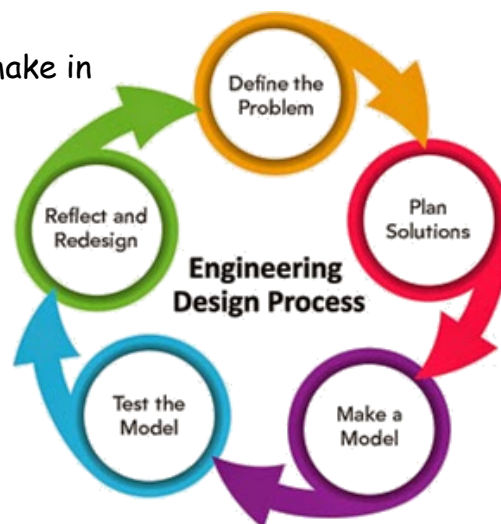 make in
Define the
Problem
Plan
Solutions
Reflect and
Redesign
Engineering
Design Process
Test the
Model
Make a
Model